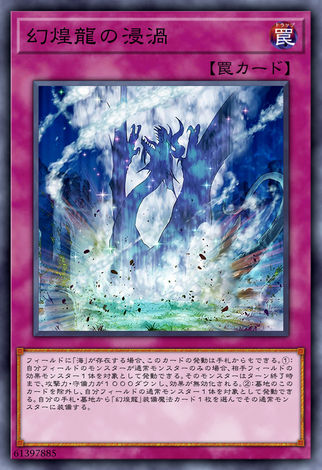 幻煌龍の浸渦
トラップ
罠
【罠カード】
フィールドに「海」が存在する場合、このカードの発動は手札からもできる。①:
自分フィールドのモンスターが通常モンスターのみの場合、相手フィールドの
効果モンスター1体を対象として発動できる。そのモンスターはターン終了時
まで、攻撃力・守備力が1000ダウンし、効果が無効化される。②:墓地のこの
カードを除外し、自分フィールドの通常モンスター1体を対象として発動でき
る。自分の手札・墓地から「幻煌龍」装備魔法カード1枚を選んでその通常モン
スターに装備する。
61397885